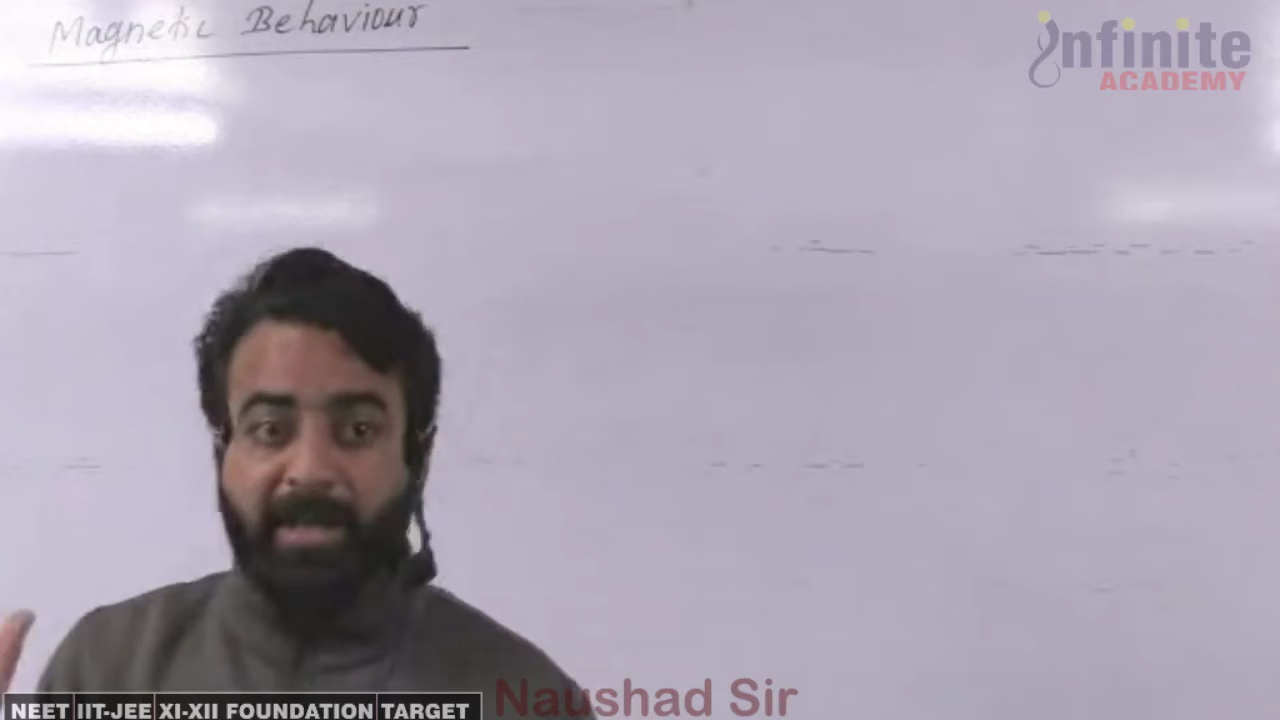 Magnetic Behaviour
Infinite
ACADEMY
Naushad Sir
NEET IIT-JEE XI-XII FOUNDATION TARGET